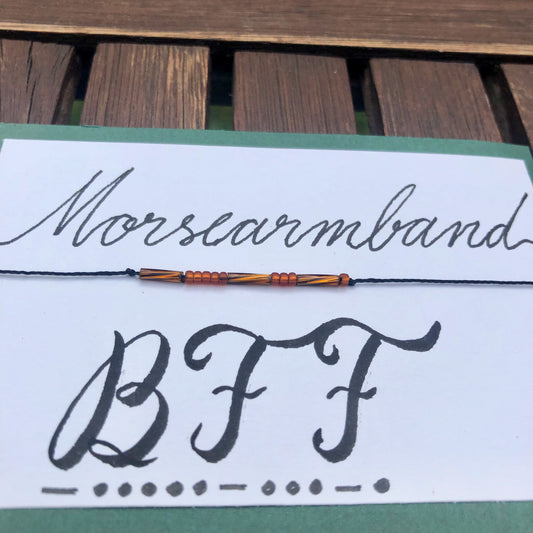 Morsearmband
BFF
— ● ● ● ● ● — ● ● ● — ●